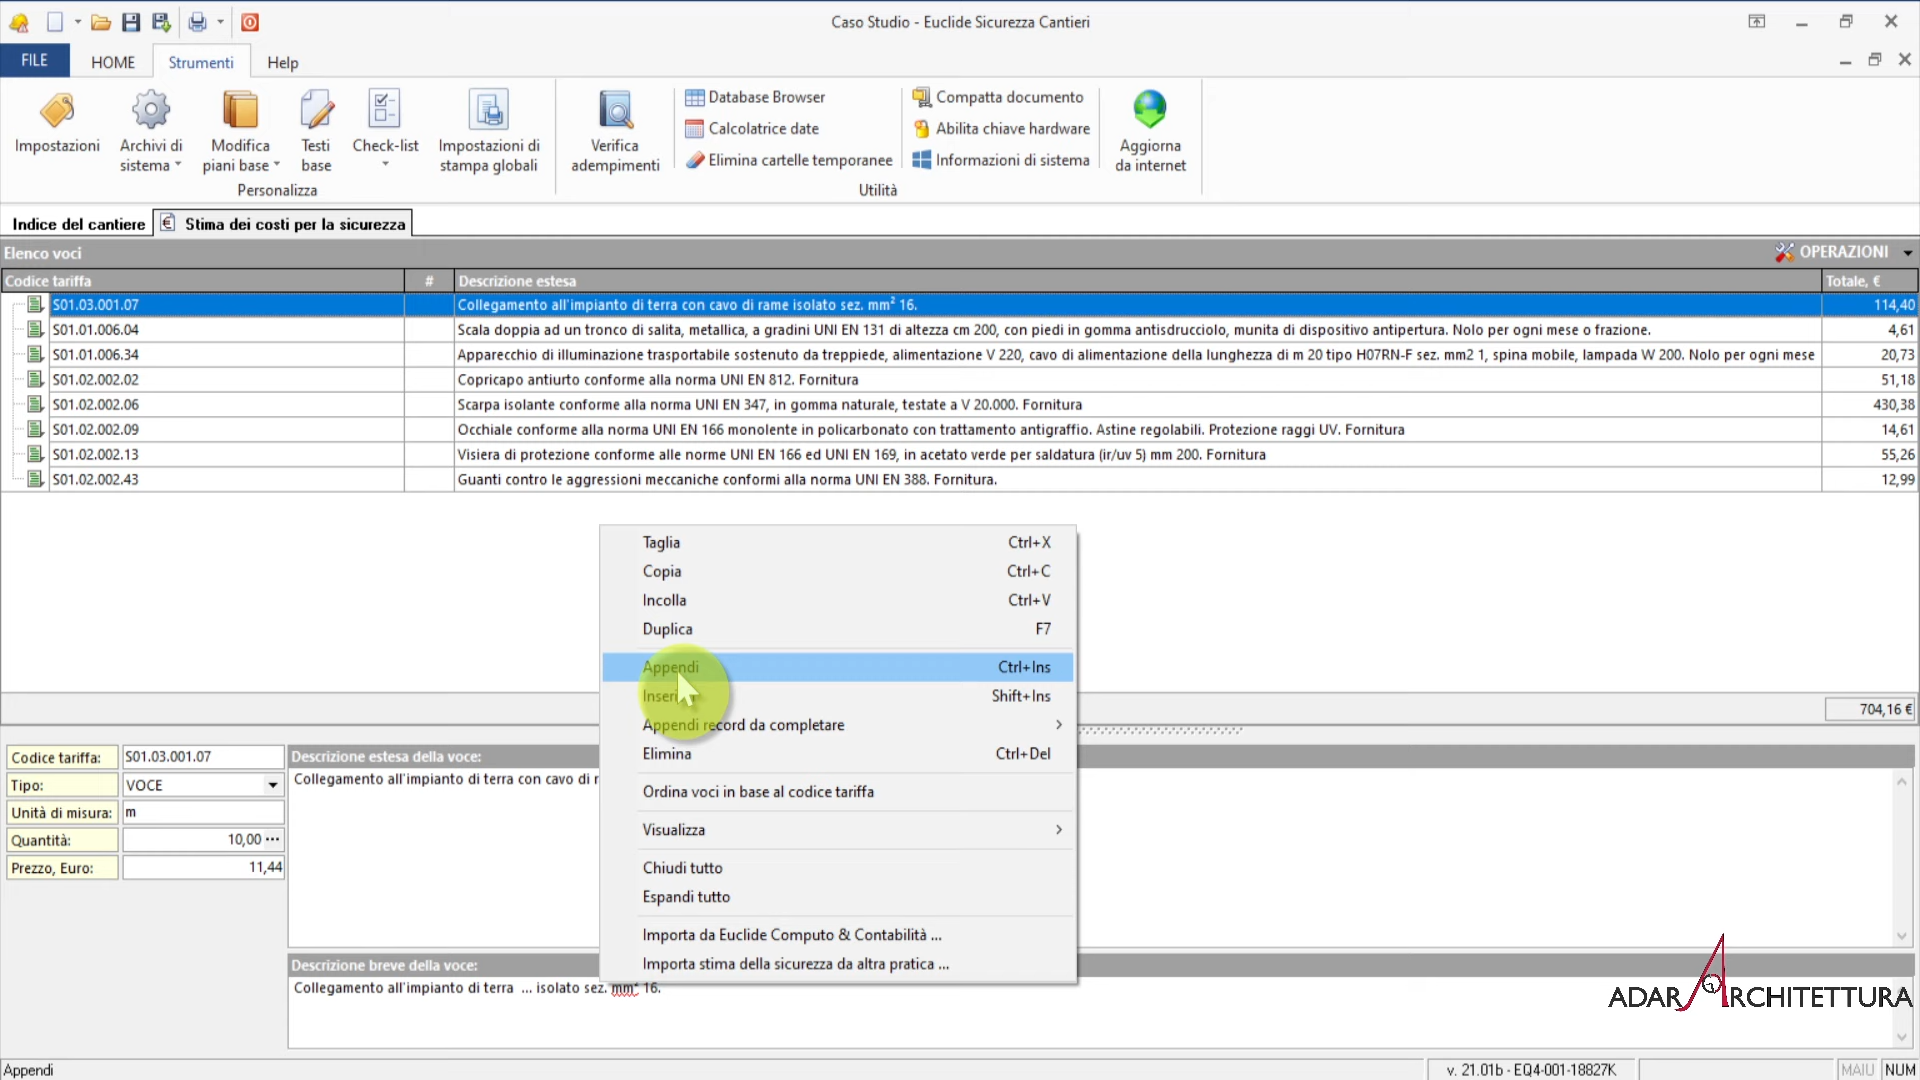 Caso Studio - Euclide Sicurezza Cantieri
FILE
HOME
Strumenti
Help
Impostazioni
Archivi di sistema
Modifica piani base
Testi base
Check-list
Impostazioni di stampa globali
Personalizza
Verifica adempimenti
Database Browser
Calcolatrice date
Elimina cartelle temporanee
Compatta documento
Abilita chiave hardware
Informazioni di sistema
Utilità
Aggiorna da internet
Indice del cantiere
Stima dei costi per la sicurezza
Elenco voci
OPERAZIONI
Codice tariffa # Descrizione estesa Totale, €
S01.03.001.07 Collegamento all'impianto di terra con cavo di rame isolato sez. mm² 16. 114,40
S01.01.006.04 Scala doppia ad un tronco di salita, metallica, a gradini UNI EN 131 di altezza cm 200, con piedi in gomma antisdrucciolo, munita di dispositivo antipertura. Nolo per ogni mese o frazione. 4,61
S01.01.006.34 Apparecchio di illuminazione trasportabile sostenuto da treppiede, alimentazione V 220, cavo di alimentazione della lunghezza di m 20 tipo H07RN-F sez. mm2 1, spina mobile, lampada W 200. Nolo per ogni mese 20,73
S01.02.002.02 Copricapo antiurto conforme alla norma UNI EN 812. Fornitura 51,18
S01.02.002.06 Scarpa isolante conforme alla norma UNI EN 347, in gomma naturale, testate a V 20.000. Fornitura 430,38
S01.02.002.09 Occhiale conforme alla norma UNI EN 166 monolente in policarbonato con trattamento antigraffio. Astine regolabili. Protezione raggi UV. Fornitura 14,61
S01.02.002.13 Visiera di protezione conforme alle norme UNI EN 166 ed UNI EN 169, in acetato verde per saldatura (ir/uv 5) mm 200. Fornitura 55,26
S01.02.002.43 Guanti contro le aggressioni meccaniche conformi alla norma UNI EN 388. Fornitura. 12,99
Taglia Ctrl+X
Copia Ctrl+C
Incolla Ctrl+V
Duplica F7
Appendi Ctrl+Ins
Shift+Ins
Appendi record da completare
Elimina Ctrl+Del
Ordina voci in base al codice tariffa
Visualizza
Chiudi tutto
Espandi tutto
Importa da Euclide Computo & Contabilità ...
Importa stima della sicurezza da altra pratica ...
704,16 €
Codice tariffa: S01.03.001.07
Tipo: VOCE
Unità di misura: m
Quantità: 10,00 ...
Prezzo, Euro: 11,44
Descrizione estesa della voce:
Collegamento all'impianto di terra con cavo di
Descrizione breve della voce:
Collegamento all'impianto di terra ... isolato sez. mm² 16.
ADARARCHITETTURA
Appendi
v. 21.01b - EQ4-001-18827K
MAIU
NUM